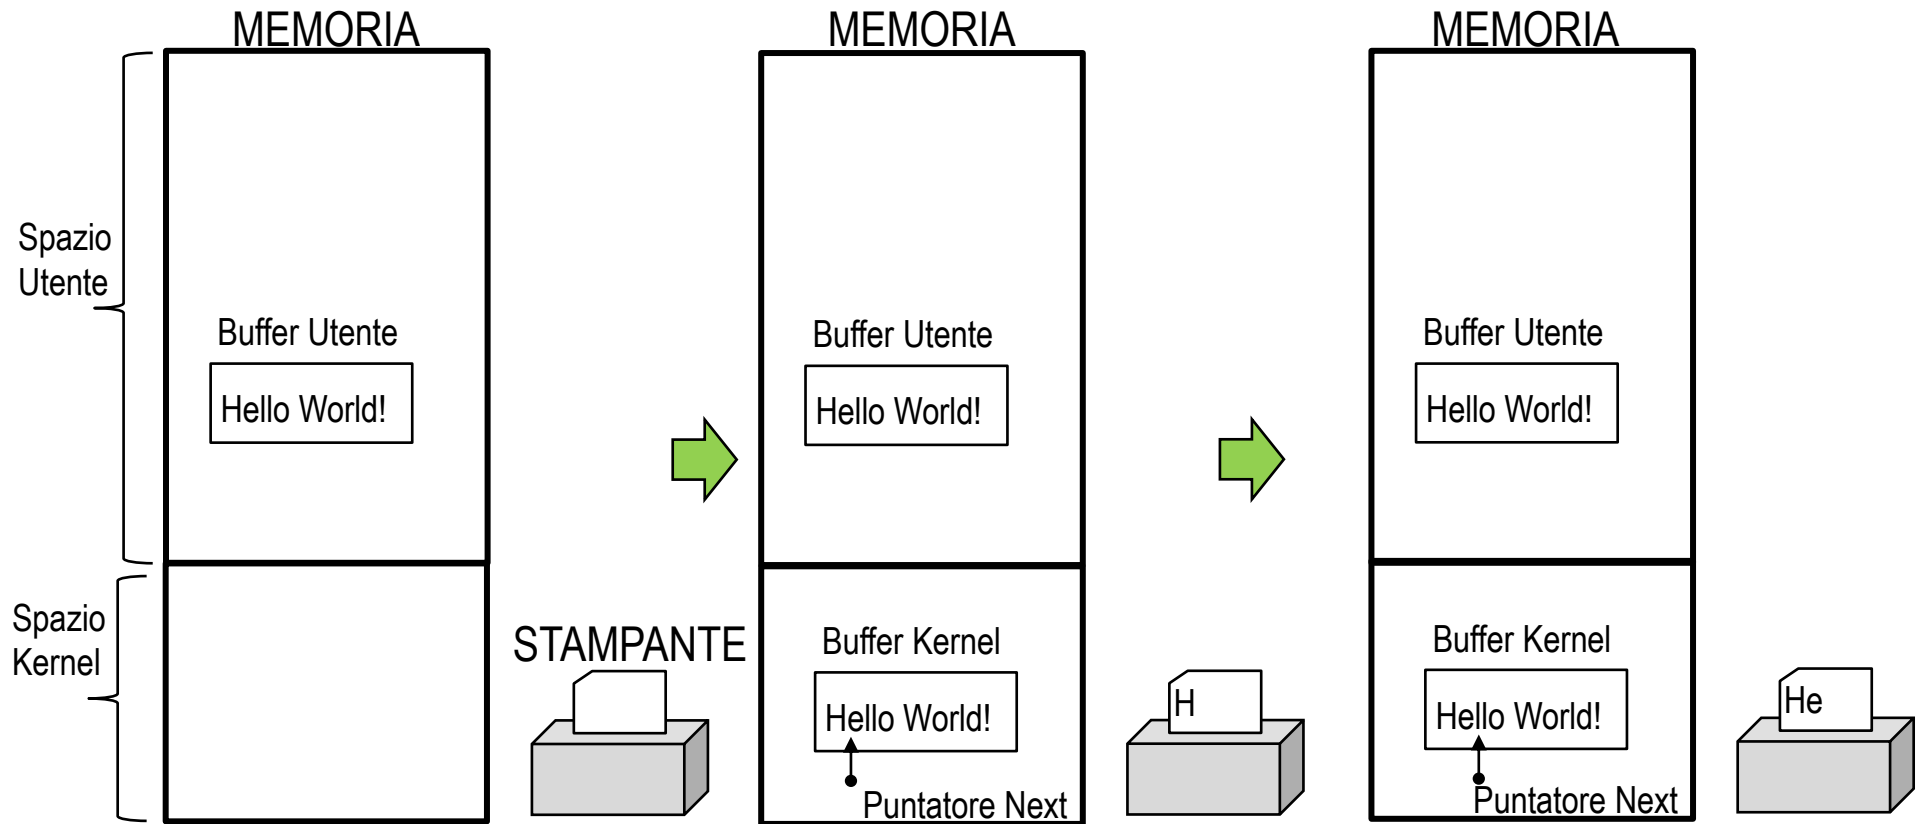 MEMORIA
MEMORIA
MEMORIA
Spazio
Utente
Buffer Utente
Hello World!
Buffer Utente
Hello World!
Buffer Utente
Hello World!
Spazio
Kernel
STAMPANTE
Buffer Kernel
Hello World!
Puntatore Next
H
Buffer Kernel
Hello World!
Puntatore Next
He